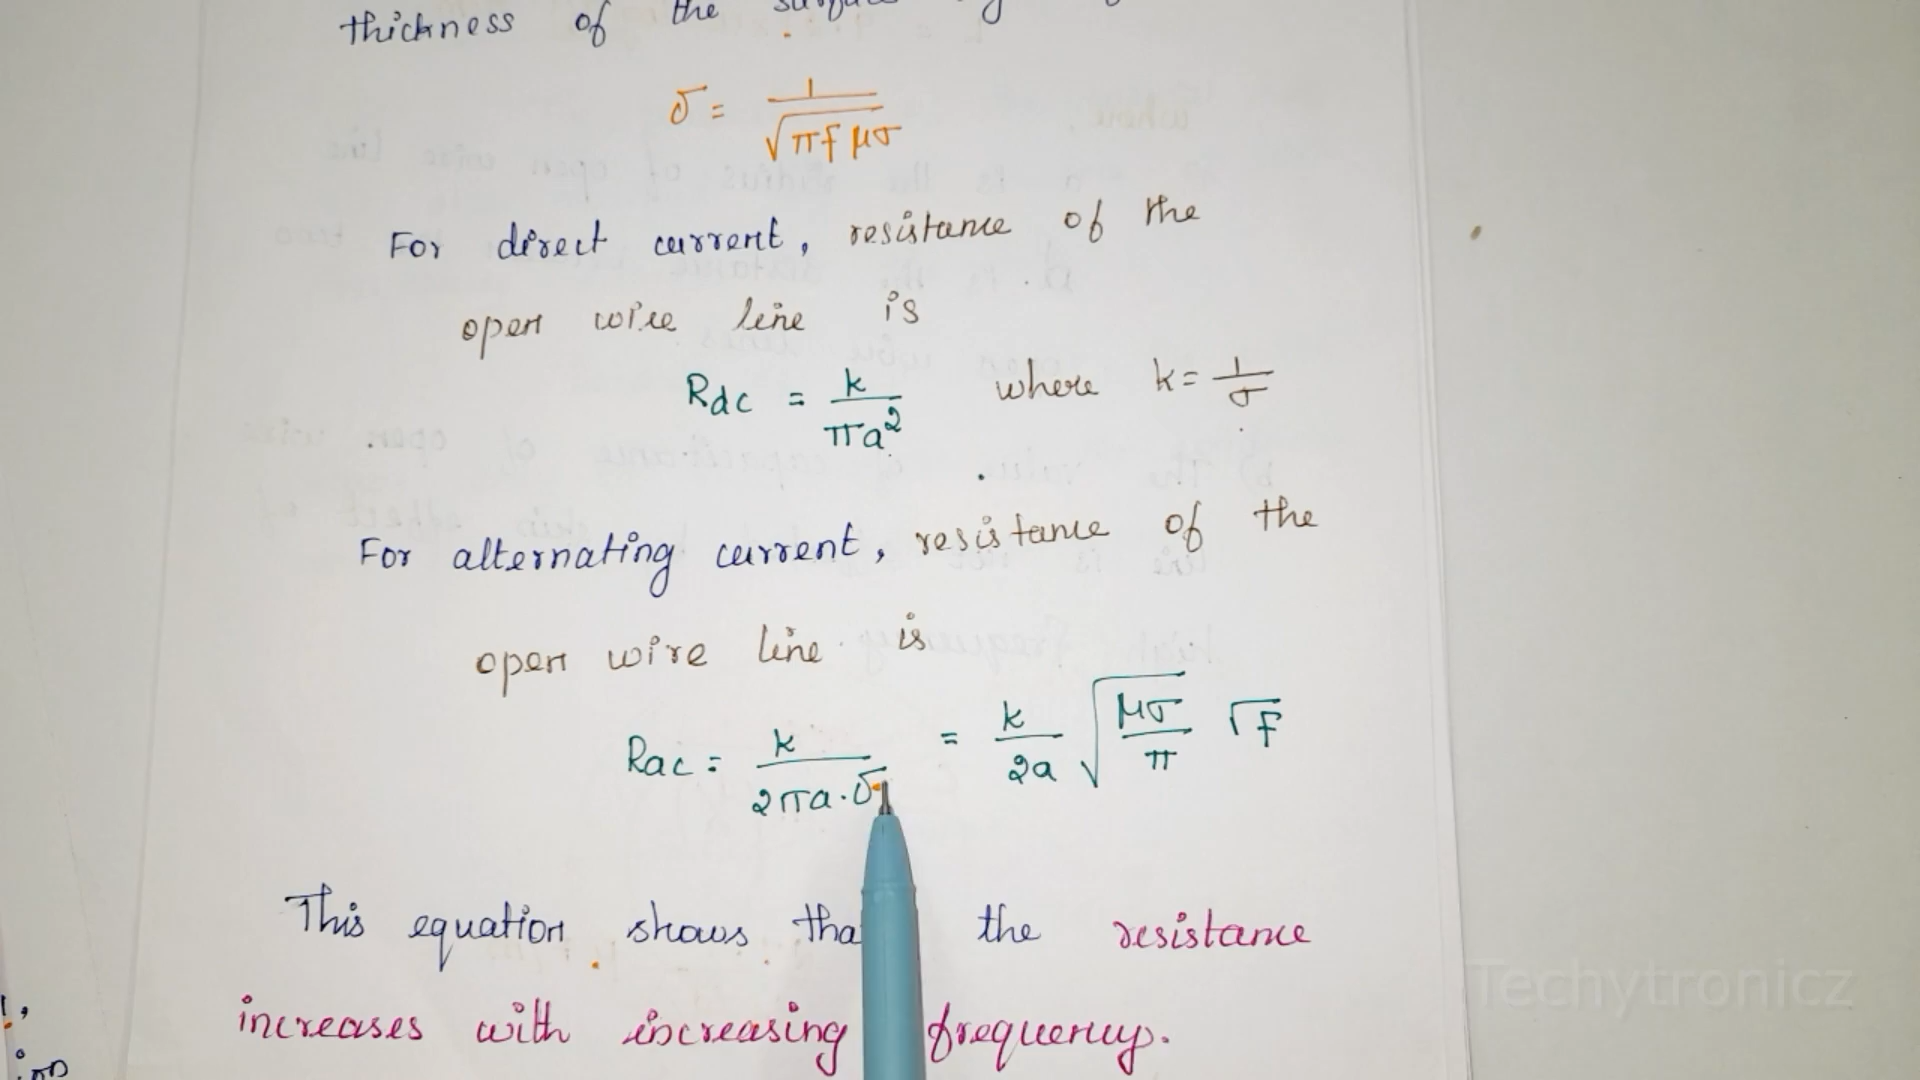 thickness of the
δ = 1/√(πfμσ)
For direct current, resistance of the
open wire line is
Rdc = k/πa² where k = 1/σ
For alternating current, resistance of the
open wire line is
Rac = k/2πa·δ = k/2a √(μσ/π) √f
This equation shows tha the resistance
increases with increasing frequency.
Techytronicz